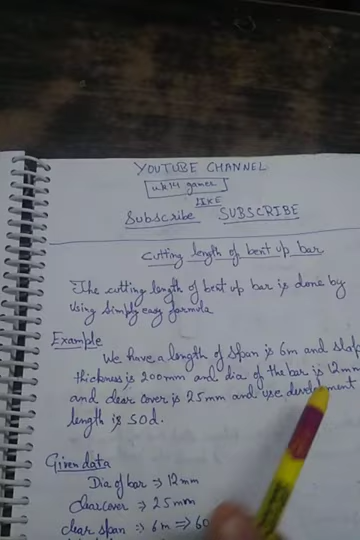 YOUTUBE CHANNEL
uk14 gamer
LIKE
Subscribe SUBSCRIBE
Cutting length of bent up bar
The cutting length of bent up bar is done by
using simply easy formula
Example
We have a length of span is 6m and slab
thickness is 200mm and dia of the bar is 12mm
and clear cover is 25mm and use development
length is 50d.
Given data
Dia of bar ⇒ 12mm
clear cover ⇒ 25mm
clear span ⇒ 6m ⇒ 60